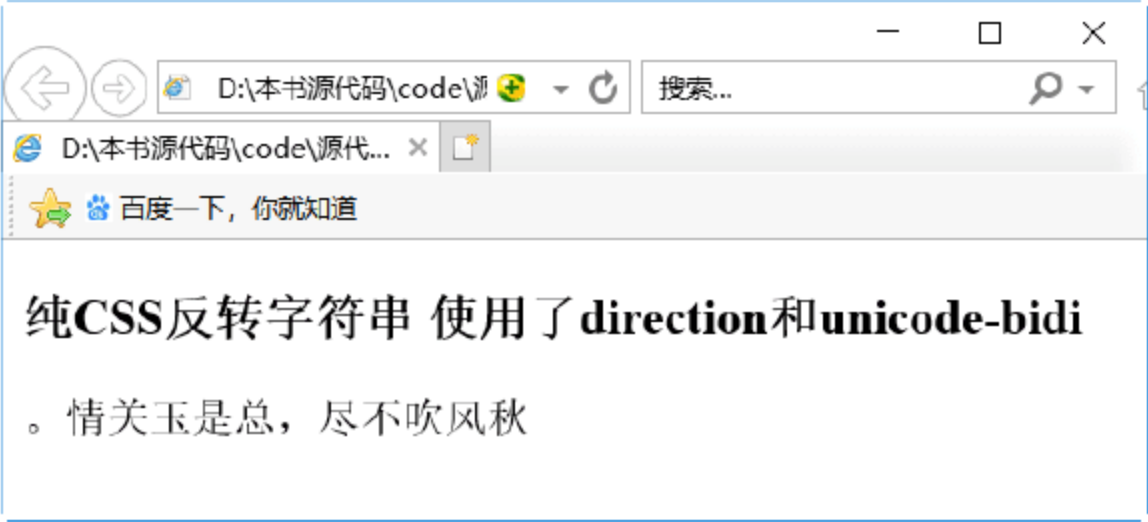 D:\本书源代码\code\源
搜索...
D:\本书源代码\code\源代...
百度一下，你就知道
纯CSS反转字符串 使用了direction和unicode-bidi
。情关玉是总，尽不吹风秋